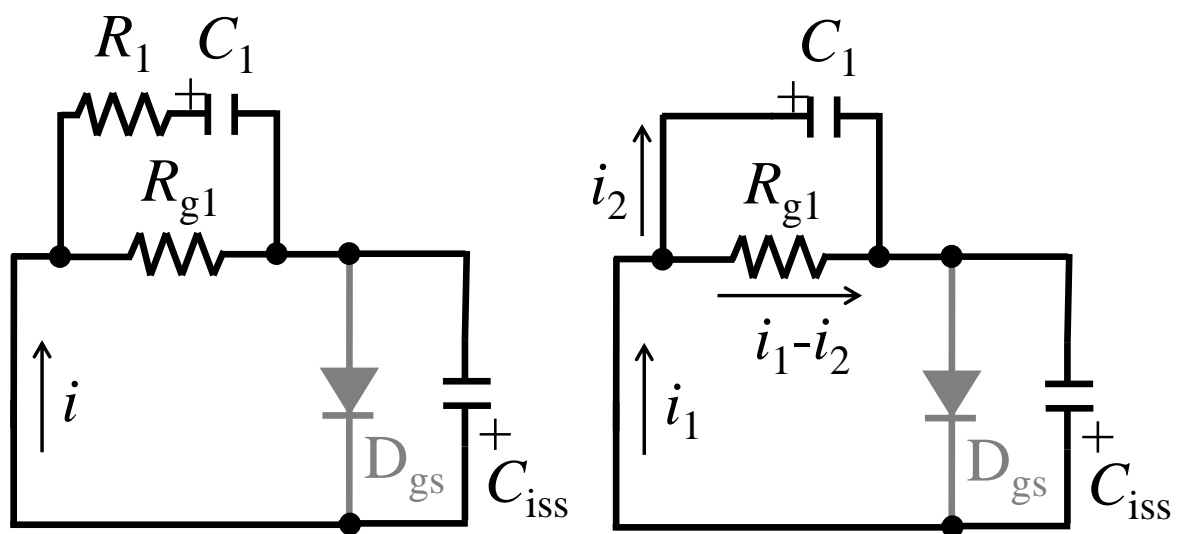 R1 C1
+
Rg1
i
Dgs
+
Ciss
C1
+
i2
Rg1
i1-i2
i1
Dgs
+
Ciss